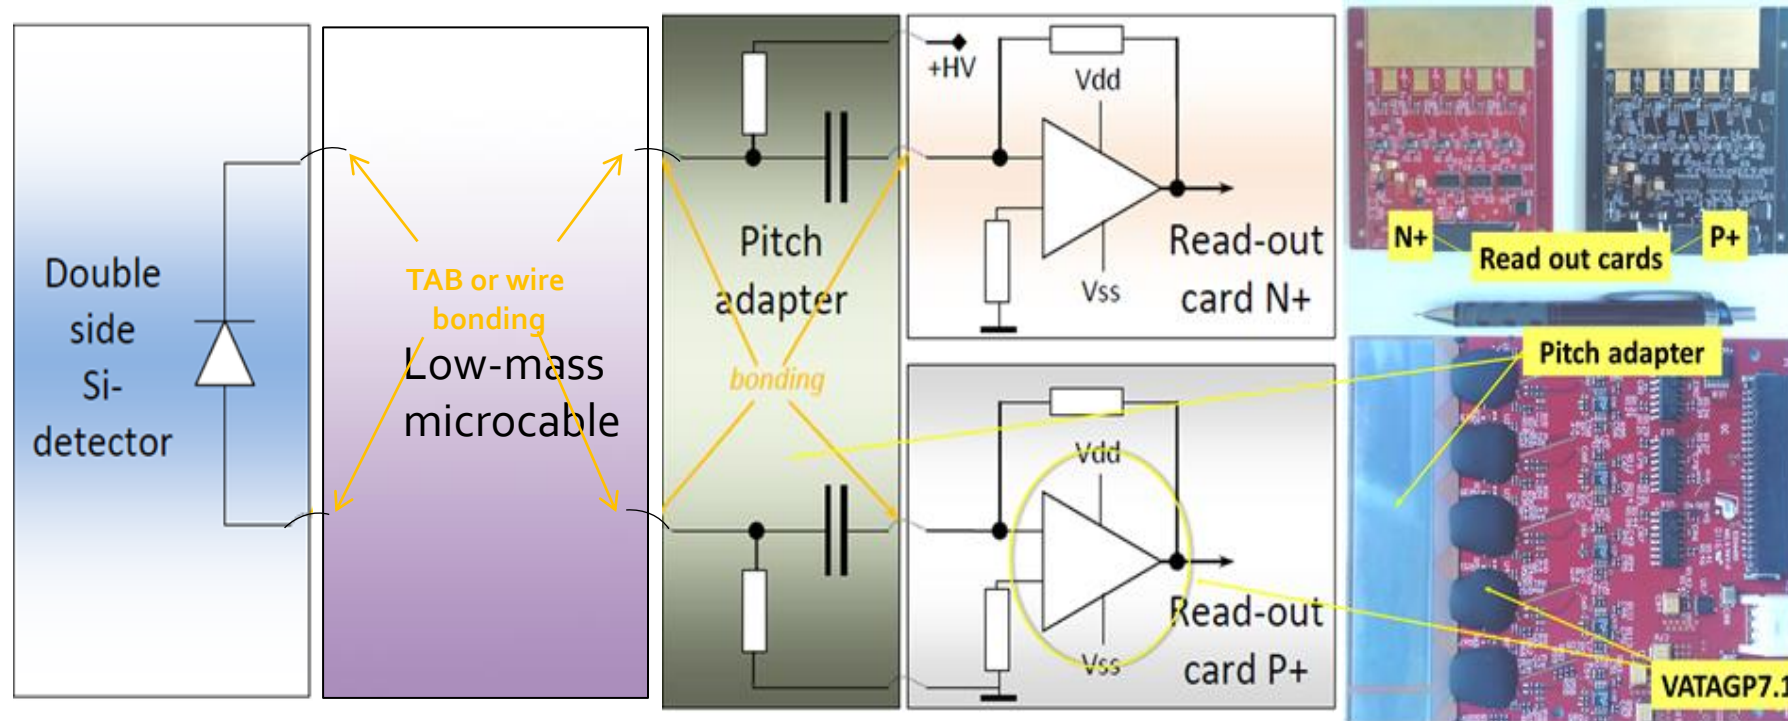 Double
side
Si-
detector
TAB or wire
bonding
Low-mass
microcable
Pitch
adapter
bonding
+HV
Vdd
Vss
Read-out
card N+
Vdd
Vss
Read-out
card P+
N+
P+
Read out cards
Pitch adapter
VATAGP7.1